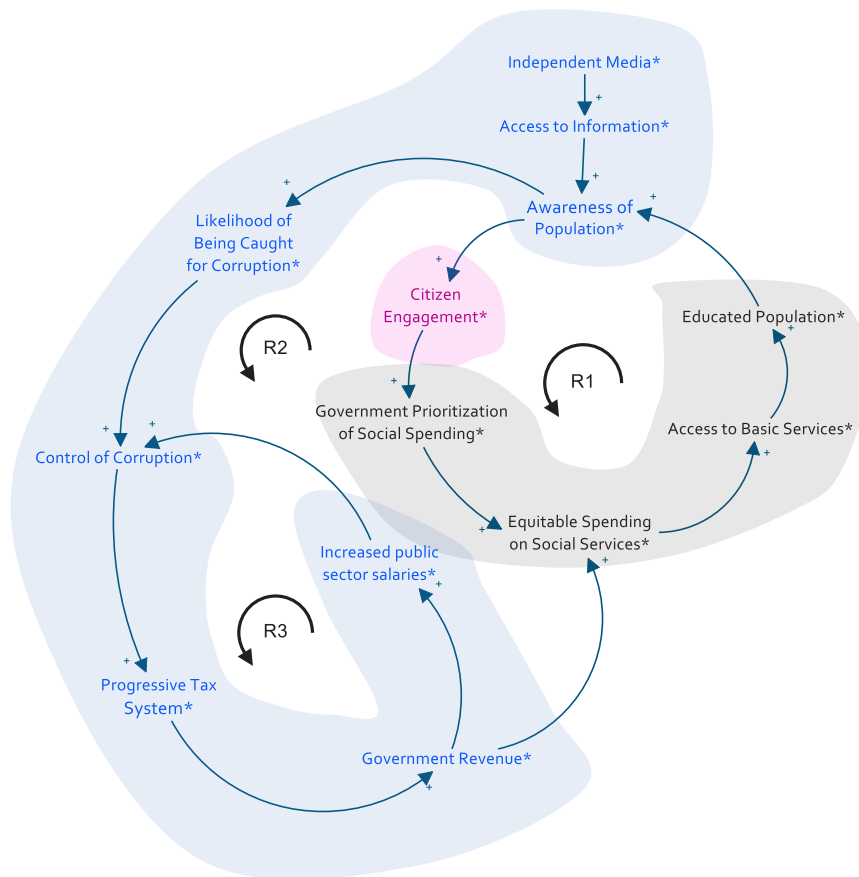 Independent Media*
+
Access to Information*
+
+
+
Awareness of
Population*
Likelihood of
Being Caught
for Corruption*
+
Citizen
Engagement*
Educated Population*
+
R2
R1
+
Government Prioritization
of Social Spending*
Access to Basic Services*
+
+
+
Control of Corruption*
+
Equitable Spending
on Social Services*
+
Increased public
sector salaries*
+
R3
+
Progressive Tax
System*
Government Revenue*
+